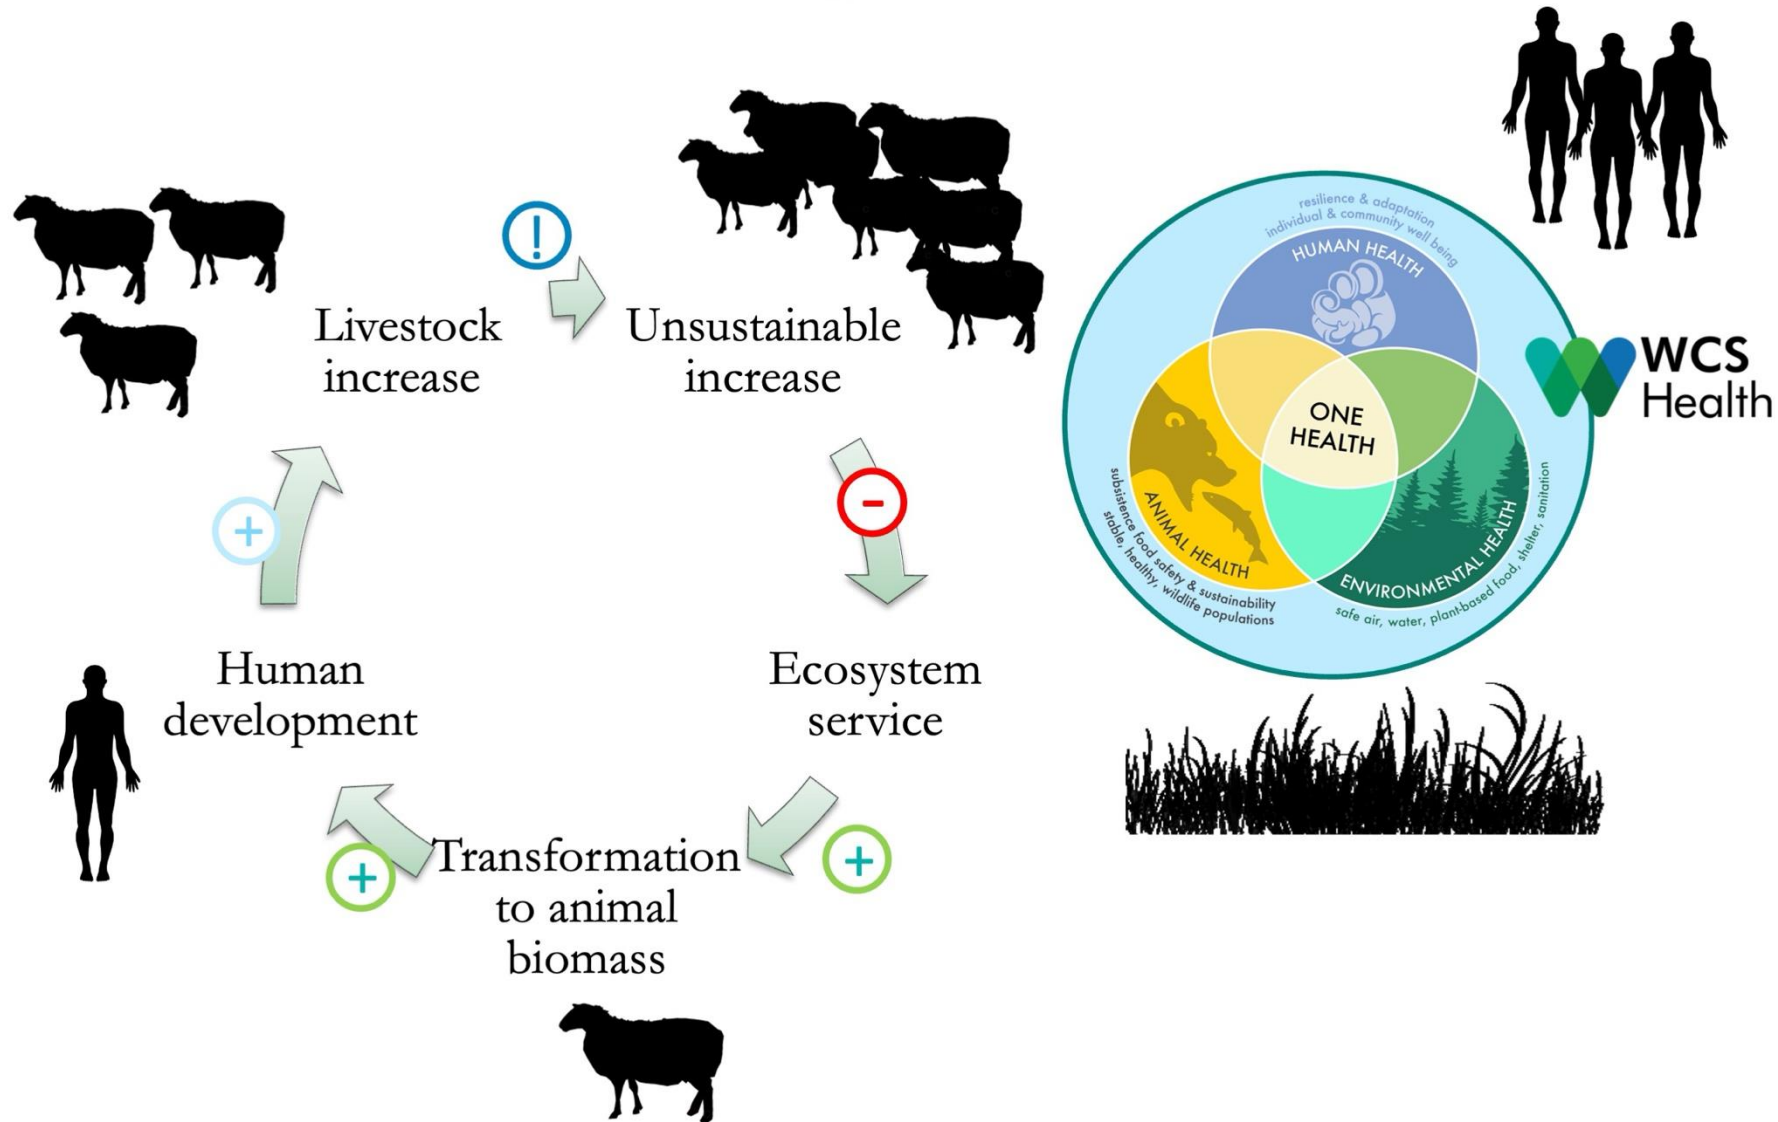 Livestock
increase
!
Unsustainable
increase
-
Ecosystem
service
+
Transformation
to animal
biomass
+
Human
development
+
resilience & adaptation
individual & community well being
HUMAN HEALTH
ONE
HEALTH
ANIMAL HEALTH
subsistence food safety & sustainability
stable, healthy, wildlife populations
ENVIRONMENTAL HEALTH
safe air, water, plant-based food, shelter, sanitation
WCS
Health